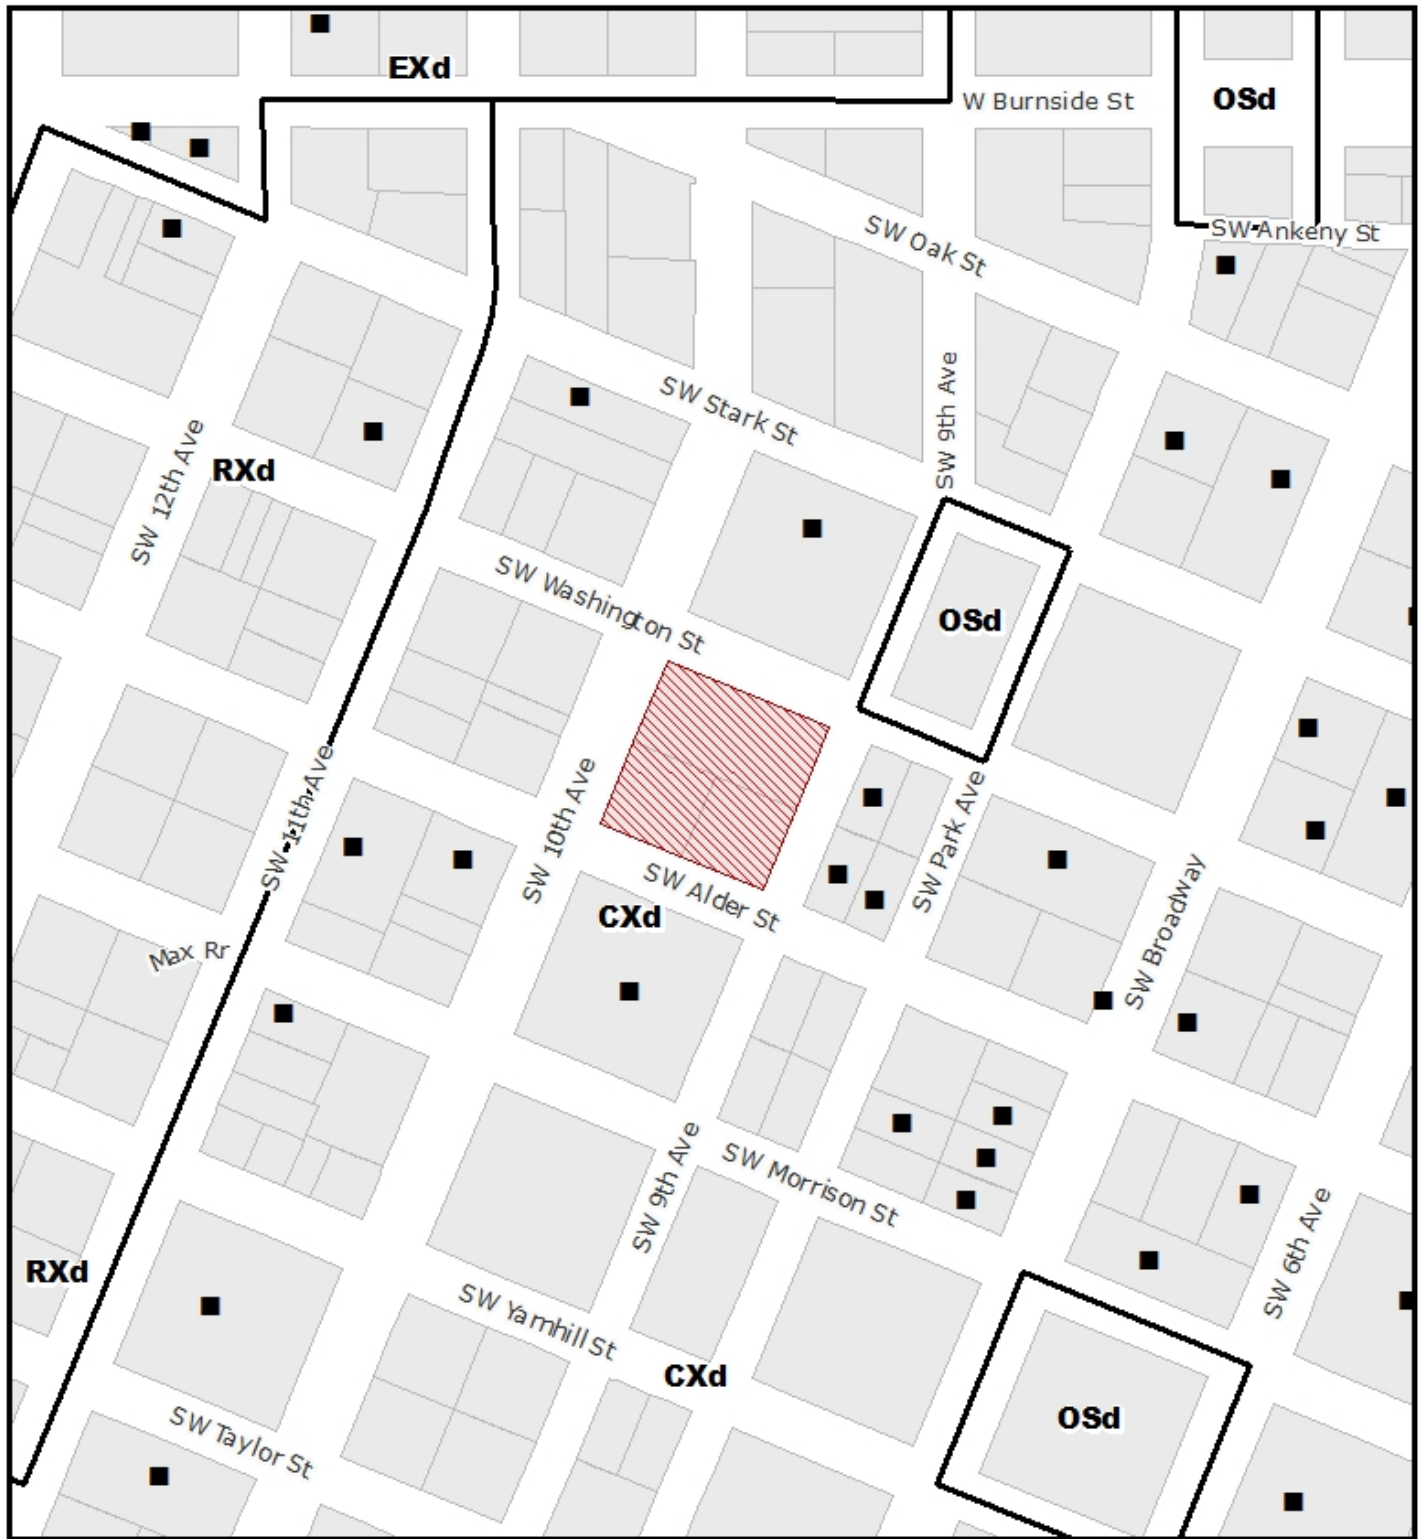 EXd
W Burnside St
OSd
SW Oak St
SW Ankeny St
SW Stark St
SW 9th Ave
SW 12th Ave
RXd
SW Washington St
OSd
SW 11th Ave
SW 10th Ave
SW Park Ave
SW Alder St
CXd
SW Broadway
Max Rr
SW 9th Ave
SW Morrison St
SW 6th Ave
RXd
SW Yamhill St
CXd
OSd
SW Taylor St